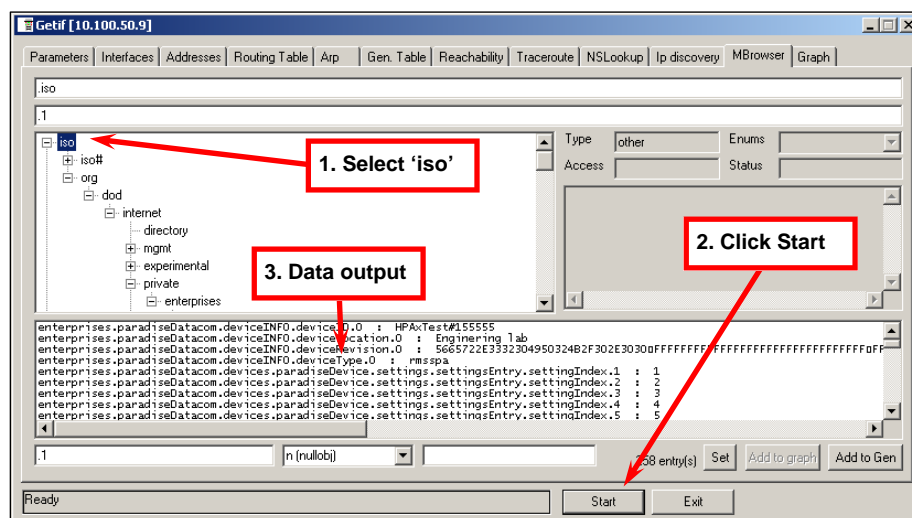 Getif [10.100.50.9]
Parameters Interfaces Addresses Routing Table Arp Gen. Table Reachability Traceroute NSLookup Ip discovery MBrowser Graph
.iso
.1
iso
iso#
org
dod
internet
directory
mgmt
experimental
private
enterprises
1. Select ‘iso’
Type other Enums
Access Status
2. Click Start
3. Data output
enterprises.paradiseDatacom.deviceINFO. : HPAxTest#155555
enterprises.paradiseDatacom.deviceINFO. : Enginering lab
enterprises.paradiseDatacom.deviceINFO. : 
enterprises.paradiseDatacom.deviceINFO.deviceType.0 : rmsspa
enterprises.paradiseDatacom.devices.paradiseDevice.settings.settingsEntry.settingIndex.1 : 1
enterprises.paradiseDatacom.devices.paradiseDevice.settings.settingsEntry.settingIndex.2 : 2
enterprises.paradiseDatacom.devices.paradiseDevice.settings.settingsEntry.settingIndex.3 : 3
enterprises.paradiseDatacom.devices.paradiseDevice.settings.settingsEntry.settingIndex.4 : 4
enterprises.paradiseDatacom.devices.paradiseDevice.settings.settingsEntry.settingIndex.5 : 5
.1 n (nullobj) entry(s) Set Add to graph Add to Gen
Ready Start Exit